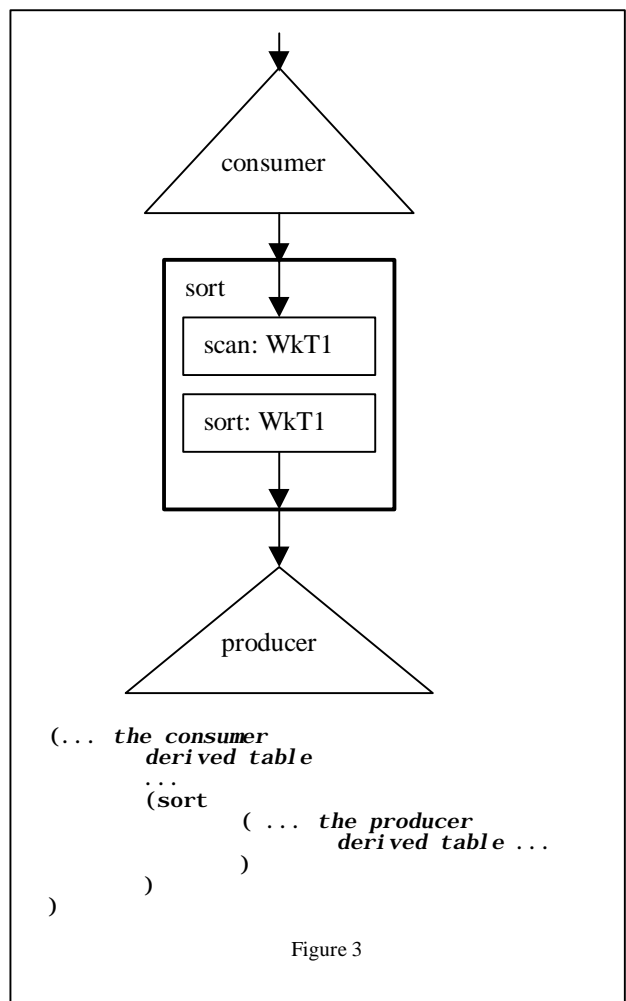 consumer
sort
scan: WkT1
sort: WkT1
producer
(... the consumer
derived table
...
(sort
( ... the producer
derived table ...
)
)
)
Figure 3